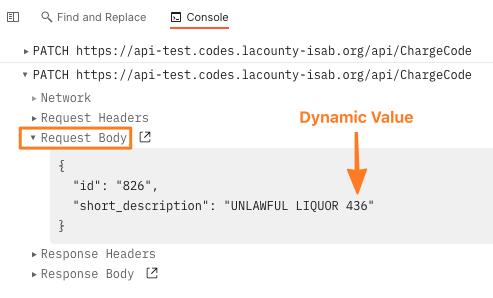 Find and Replace Console
PATCH https://api-test.codes.lacounty-isab.org/api/ChargeCode
PATCH https://api-test.codes.lacounty-isab.org/api/ChargeCode
Network
Request Headers
Dynamic Value
Request Body
{
"id": "826",
"short_description": "UNLAWFUL LIQUOR 436"
}
Response Headers
Response Body